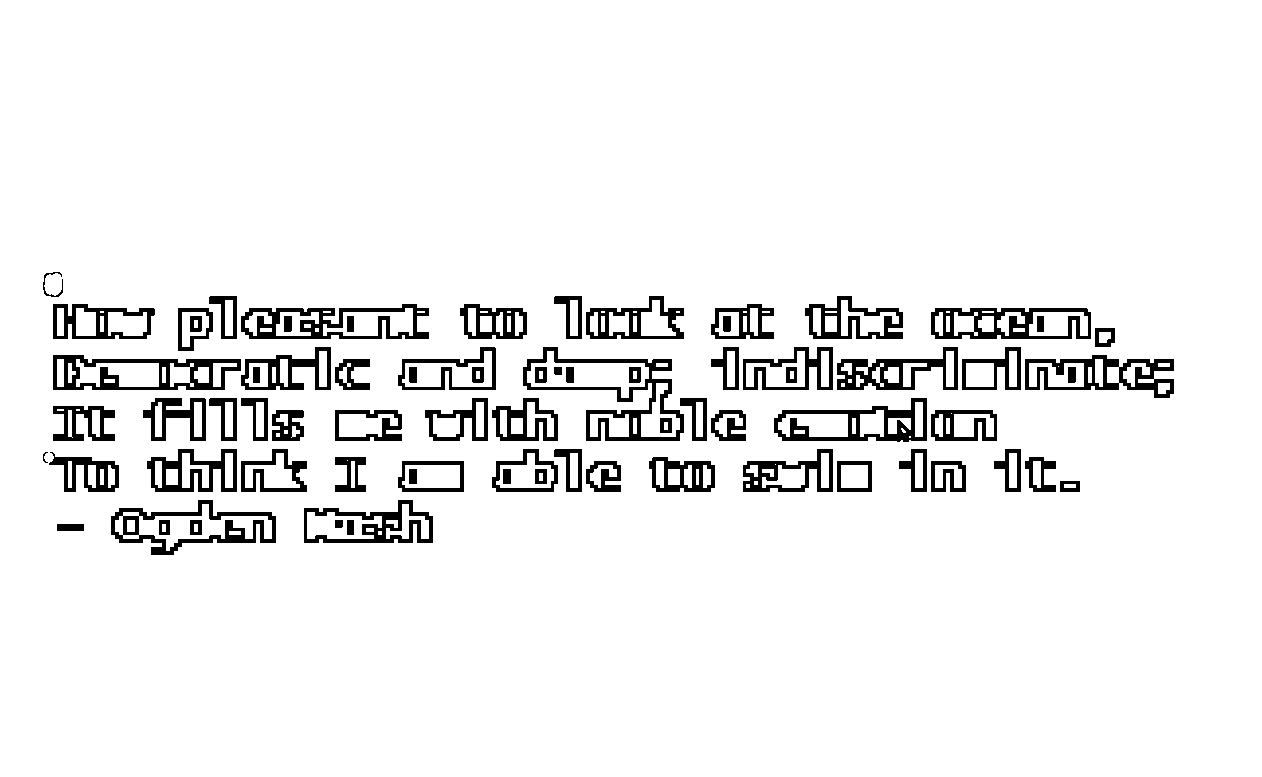 How pleasant to look at the ocean,
Democratic and damp; indiscriminate;
It fills me with noble emotion
To think I am able to swim in it.
- Ogden Nash